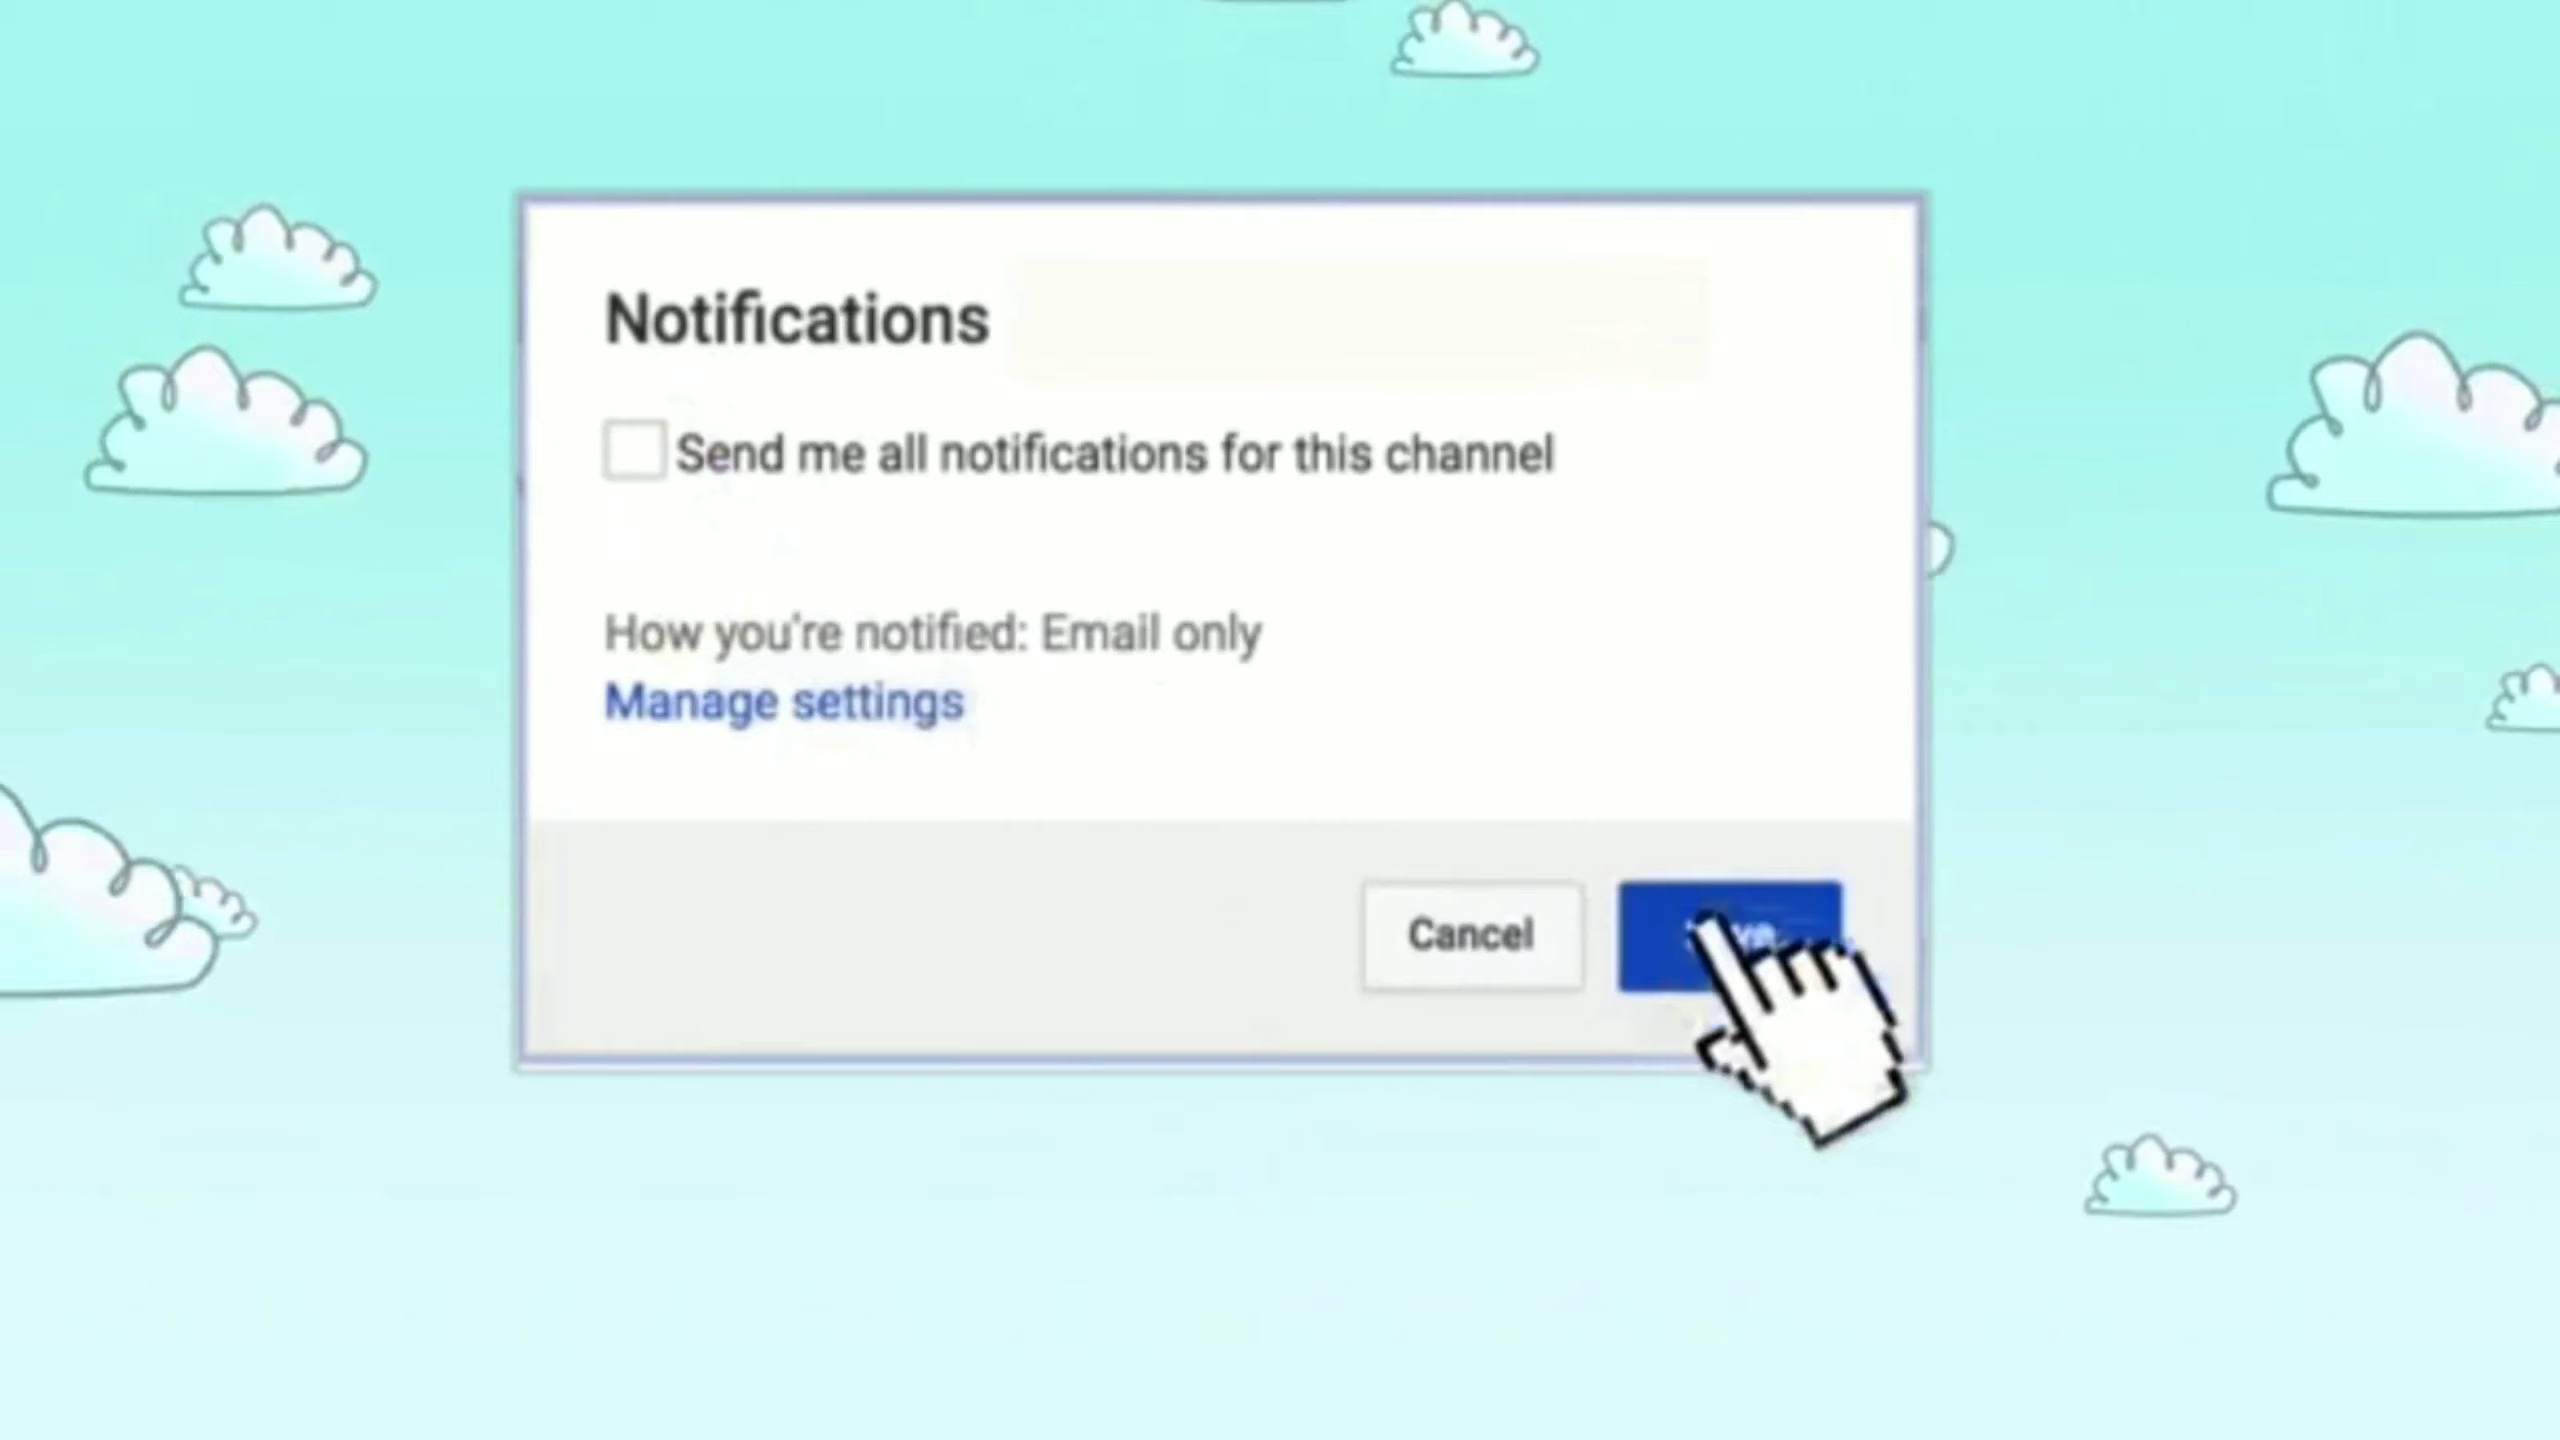 Notifications
Send me all notifications for this channel
How you're notified: Email only
Manage settings
Cancel